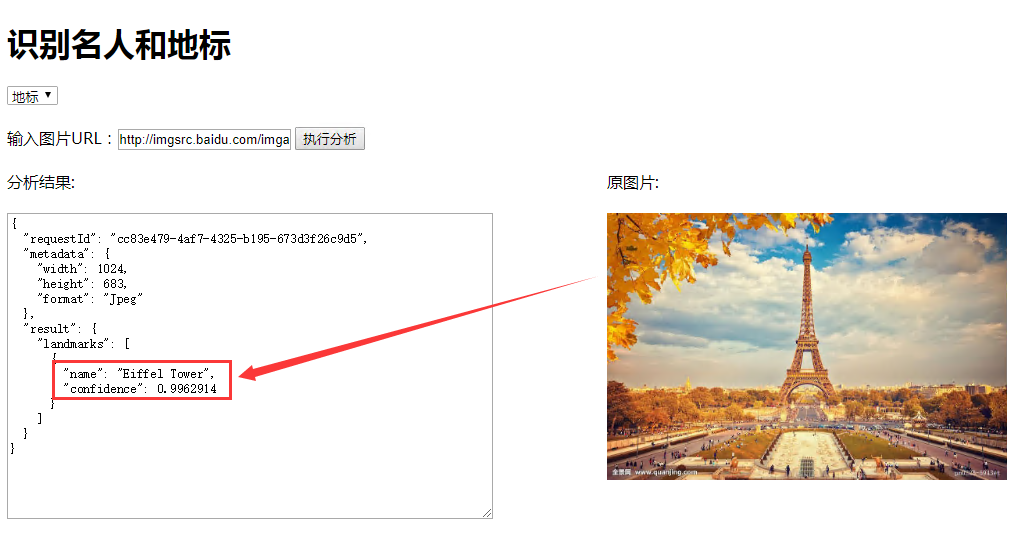 识别名人和地标
地标
输入图片URL：http://imgsrc.baidu.com/imga 执行分析
分析结果:
原图片:
{
"requestId": "cc83e479-4af7-4325-b195-673d3f26c9d5",
"metadata": {
"width": 1024,
"height": 683,
"format": "Jpeg"
},
"result": {
"landmarks": [
{
"name": "Eiffel Tower",
"confidence": 0.9962914
}
]
}
}
全景网 www.quanjing.com